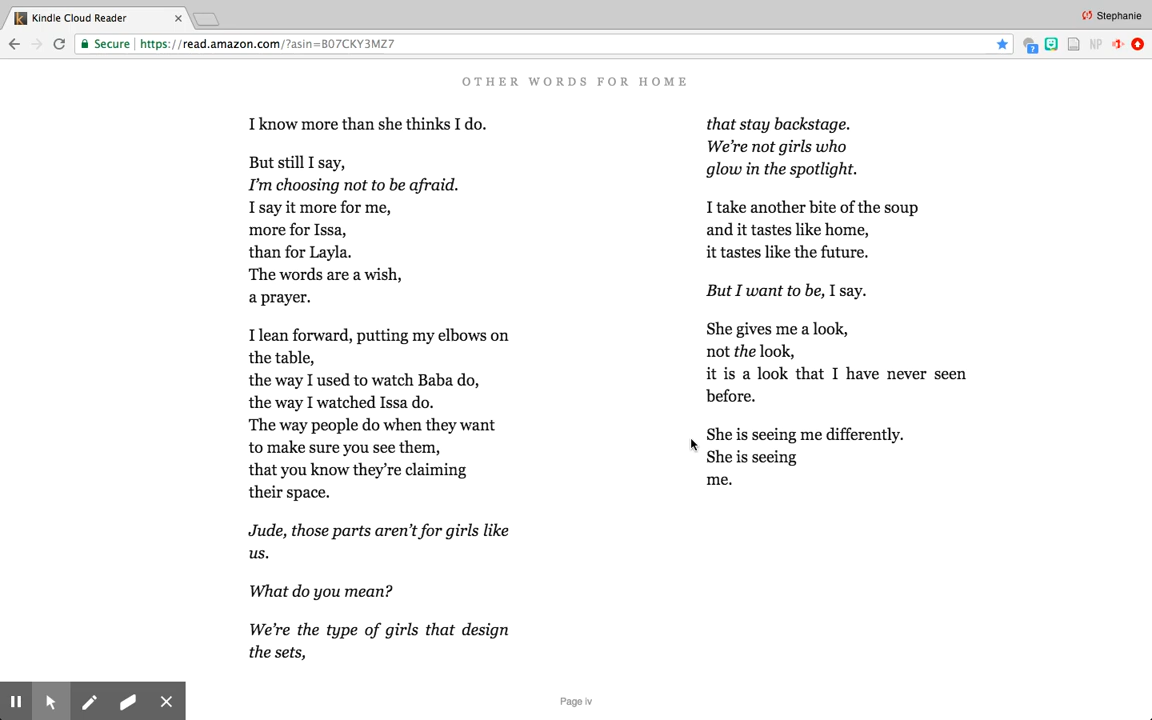 Kindle Cloud Reader
Stephanie
Secure https://read.amazon.com/?asin=B07CKY3MZ7
?
NP
OTHER WORDS FOR HOME
I know more than she thinks I do.
But still I say,
I'm choosing not to be afraid.
I say it more for me,
more for Issa,
than for Layla.
The words are a wish,
a prayer.
I lean forward, putting my elbows on
the table,
the way I used to watch Baba do,
the way I watched Issa do.
The way people do when they want
to make sure you see them,
that you know they're claiming
their space.
Jude, those parts aren't for girls like
us.
What do you mean?
We're the type of girls that design
the sets,
that stay backstage.
We're not girls who
glow in the spotlight.
I take another bite of the soup
and it tastes like home,
it tastes like the future.
But I want to be, I say.
She gives me a look,
not the look,
it is a look that I have never seen
before.
She is seeing me differently.
She is seeing
me.
Page iv